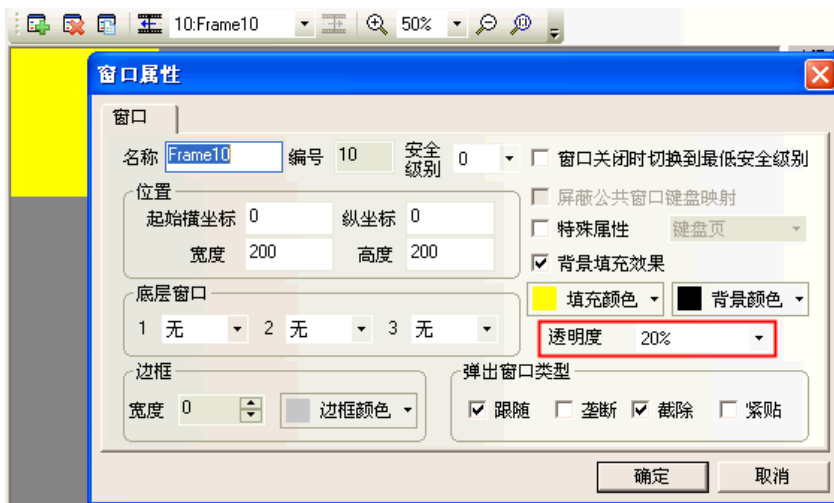 10:Frame10 50%
窗口属性
窗口
名称 Frame10 编号 10 安全级别 0 窗口关闭时切换到最低安全级别
位置 屏蔽公共窗口键盘映射
起始横坐标 0 纵坐标 0 特殊属性 键盘页
宽度 200 高度 200 背景填充效果
底层窗口 填充颜色 背景颜色
1 无 2 无 3 无 透明度 20%
边框 弹出窗口类型
宽度 0 边框颜色 跟随 垄断 截除 紧贴
确定 取消